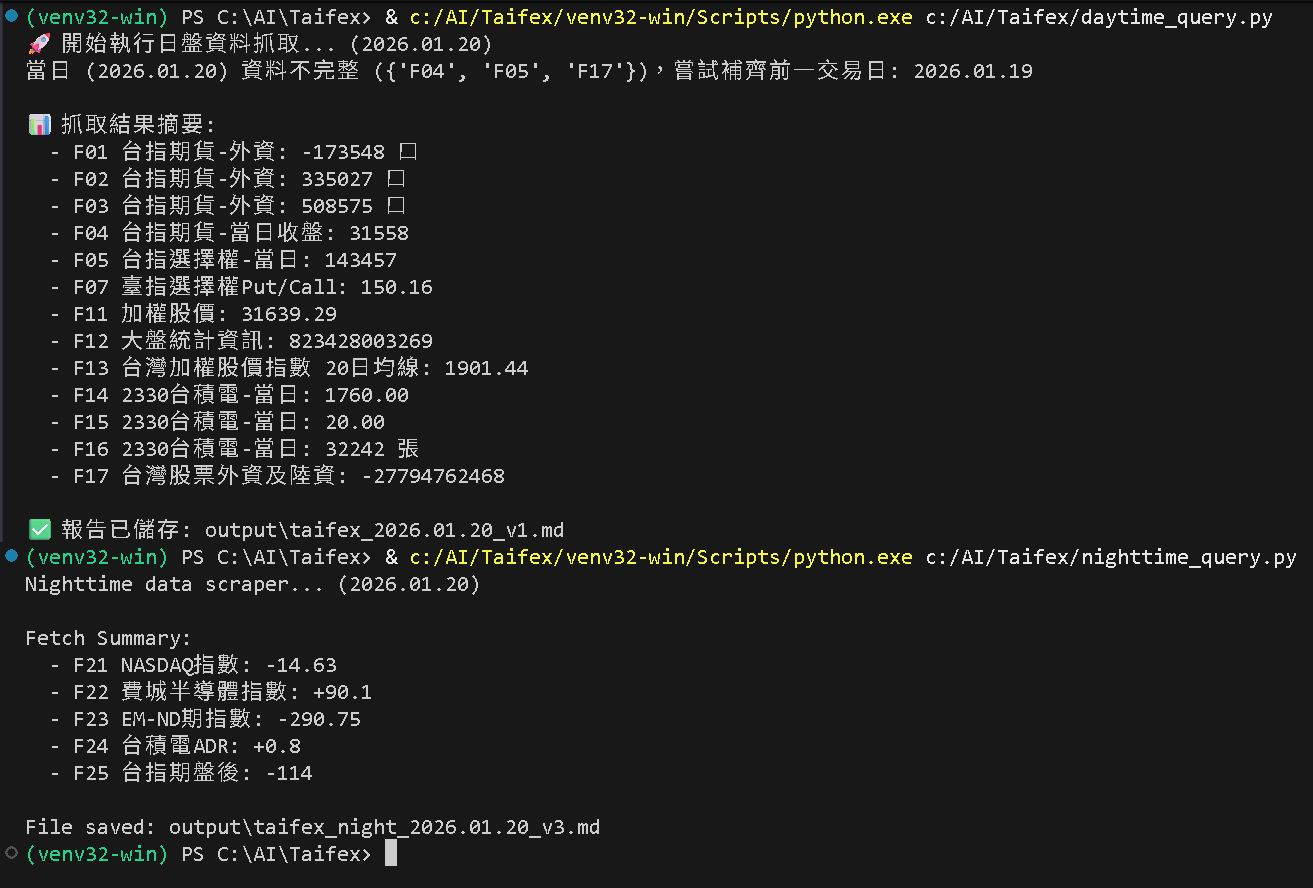 (venv32-win) PS C:\AI\Taifex> & c:/AI/Taifex/venv32-win/Scripts/python.exe c:/AI/Taifex/daytime_query.py
🚀 開始執行日盤資料抓取... (2026.01.20)
當日 (2026.01.20) 資料不完整 ({'F04', 'F05', 'F17'})，嘗試補齊前一交易日: 2026.01.19
📊 抓取結果摘要:
- F01 台指期貨-外資: -173548 □
- F02 台指期貨-外資: 335027 □
- F03 台指期貨-外資: 508575 □
- F04 台指期貨-當日收盤: 31558
- F05 台指選擇權-當日: 143457
- F07 臺指選擇權Put/Call: 150.16
- F11 加權股價: 31639.29
- F12 大盤統計資訊: 823428003269
- F13 台灣加權股價指數 20日均線: 1901.44
- F14 2330台積電-當日: 1760.00
- F15 2330台積電-當日: 20.00
- F16 2330台積電-當日: 32242 張
- F17 台灣股票外資及陸資: -27794762468
✅ 報告已儲存: output\taifex_2026.01.20_v1.md
(venv32-win) PS C:\AI\Taifex> & c:/AI/Taifex/venv32-win/Scripts/python.exe c:/AI/Taifex/nighttime_query.py
Nighttime data scraper... (2026.01.20)
Fetch Summary:
- F21 NASDAQ指數: -14.63
- F22 費城半導體指數: +90.1
- F23 EM-ND期指數: -290.75
- F24 台積電ADR: +0.8
- F25 台指期盤後: -114
File saved: output\taifex_night_2026.01.20_v3.md
(venv32-win) PS C:\AI\Taifex>